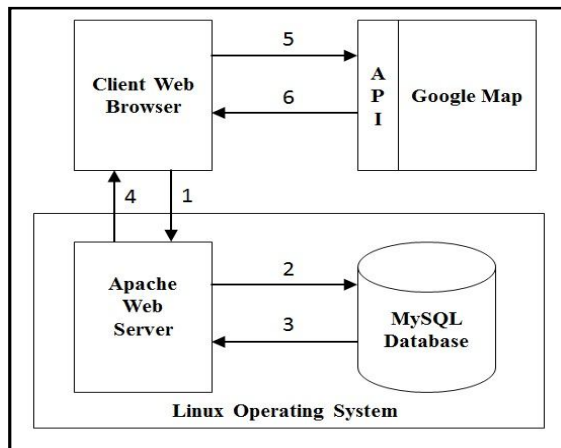 Client Web
Browser
5
6
A
P
I
Google Map
4
1
Apache
Web
Server
2
3
MySQL
Database
Linux Operating System